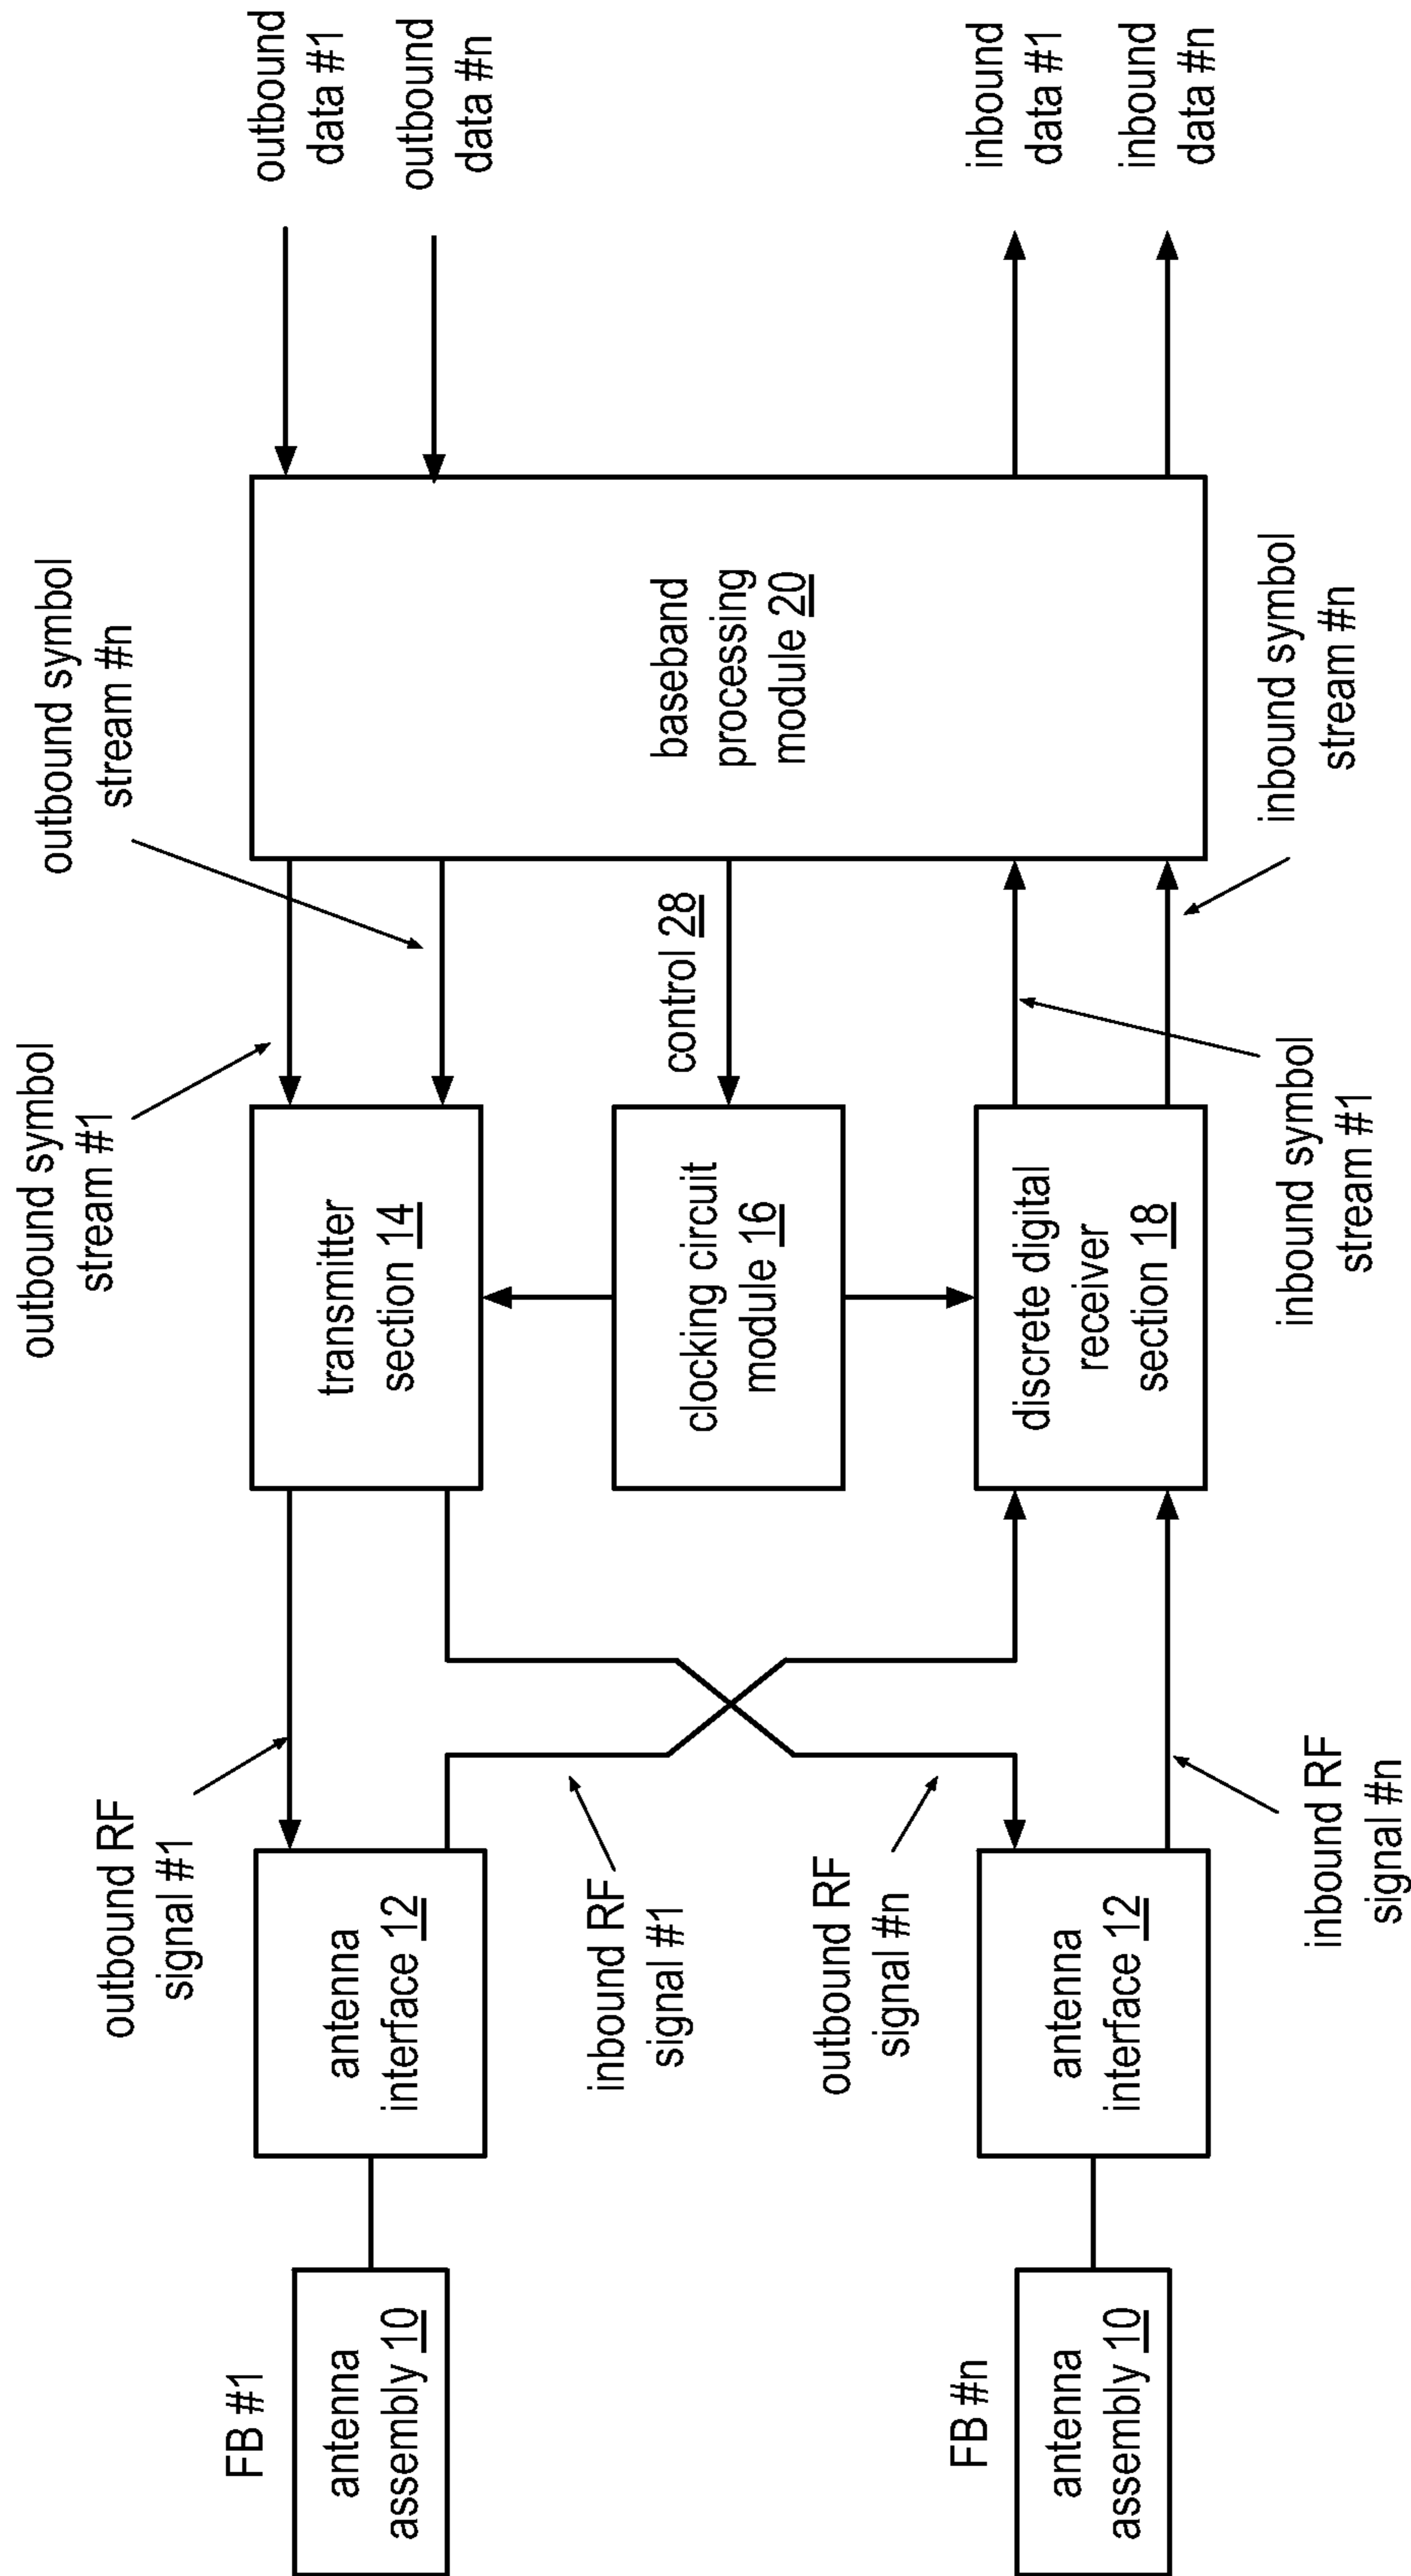 FB #1
antenna
assembly 10
antenna
interface 12
outbound RF
signal #1
inbound RF
signal #1
transmitter
section 14
outbound symbol
stream #1
outbound symbol
stream #n
outbound
data #1
outbound
data #n
clocking circuit
module 16
control 28
baseband
processing
module 20
FB #n
antenna
assembly 10
antenna
interface 12
outbound RF
signal #n
inbound RF
signal #n
discrete digital
receiver
section 18
inbound symbol
stream #1
inbound symbol
stream #n
inbound
data #1
inbound
data #n